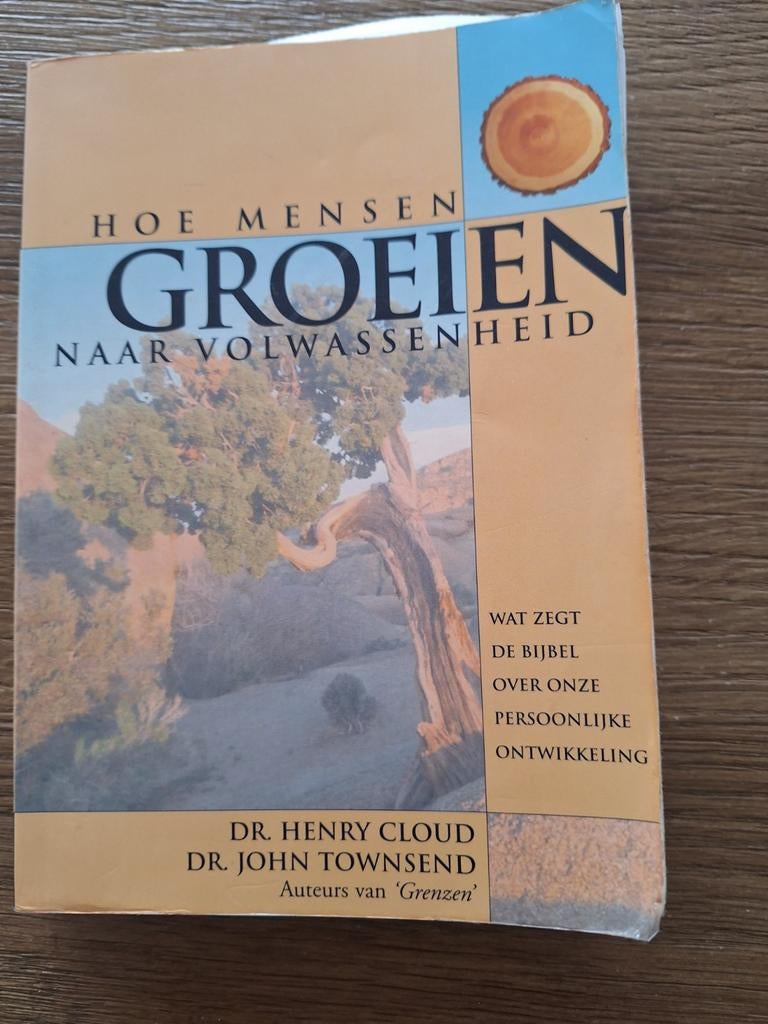 HOE MENSEN
GROEIEN
NAAR VOLWASSENHEID
WAT ZEGT
DE BIJBEL
OVER ONZE
PERSOONLIJKE
ONTWIKKELING
DR. HENRY CLOUD
DR. JOHN TOWNSEND
Auteurs van ‘Grenzen’